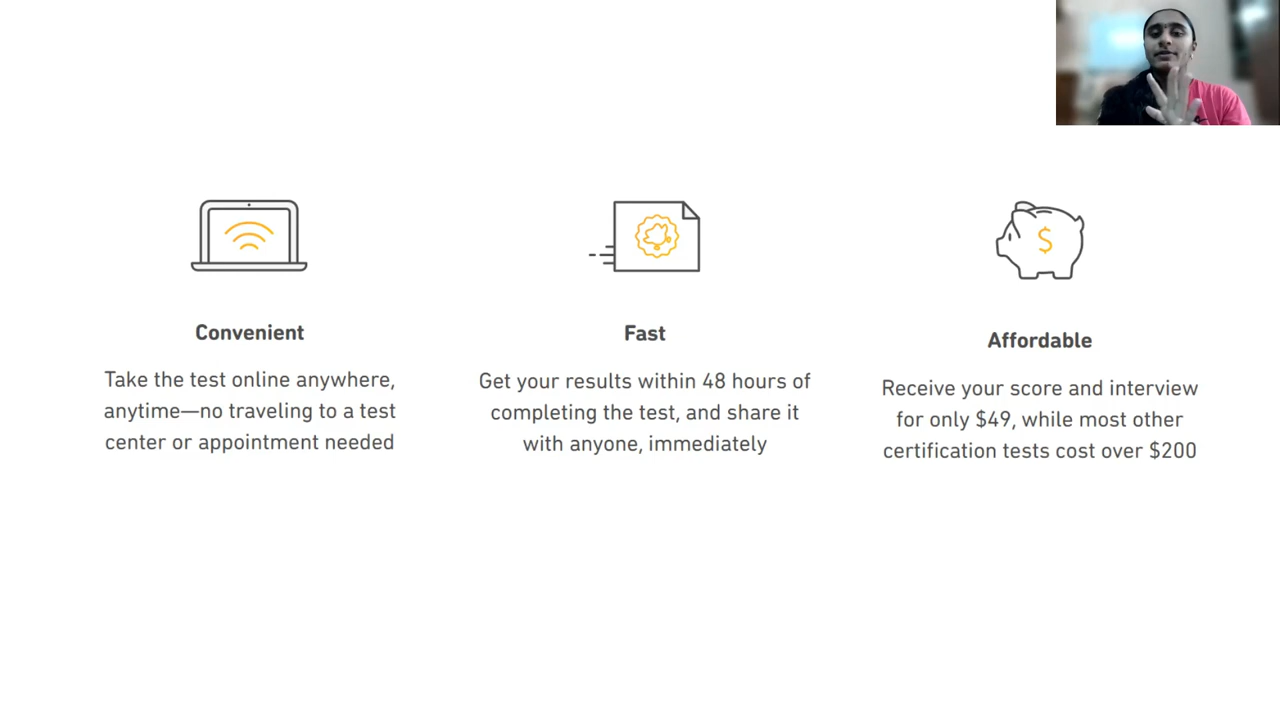 Convenient
Take the test online anywhere,
anytime—no traveling to a test
center or appointment needed
Fast
Get your results within 48 hours of
completing the test, and share it
with anyone, immediately
$
Affordable
Receive your score and interview
for only $49, while most other
certification tests cost over $200